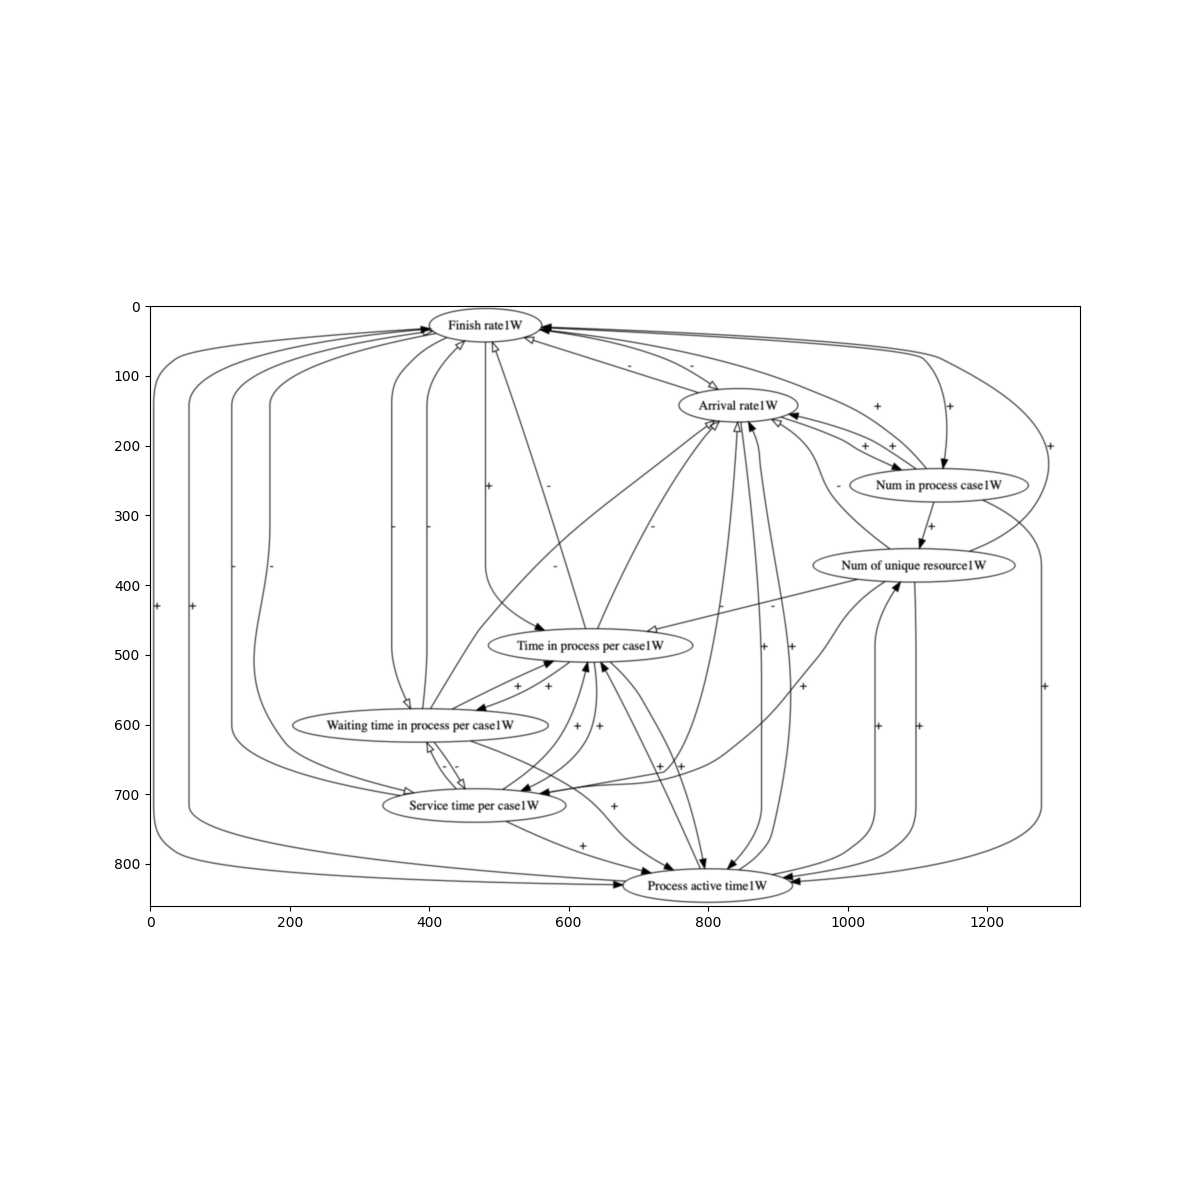 0
100
200
300
400
500
600
700
800
0
200
400
600
800
1000
1200
Finish rate1W
- -
Arrival rate1W
+ +
+ + +
Num in process case1W
+ - -
- - - +
Num of unique resource1W
- - -
+ + - -
Time in process per case1W
+ +
+ + + +
Waiting time in process per case1W
+ + + +
- - + +
Service time per case1W
+
+
Process active time1W